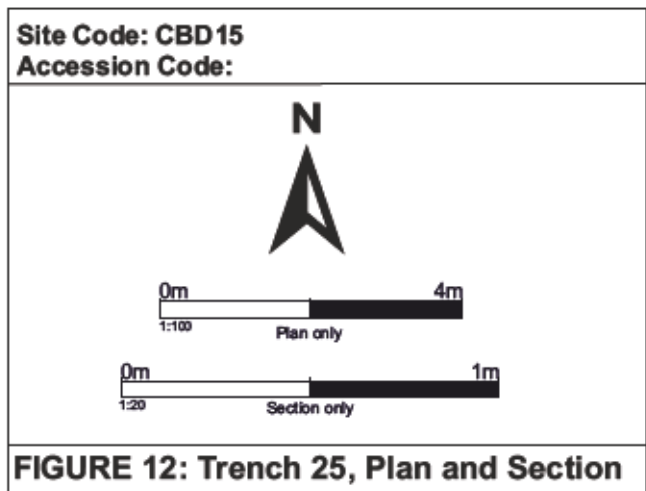 Site Code: CBD15
Accession Code:
N
0m 4m
1:100 Plan only
0m 1m
1:20 Section only
FIGURE 12: Trench 25, Plan and Section